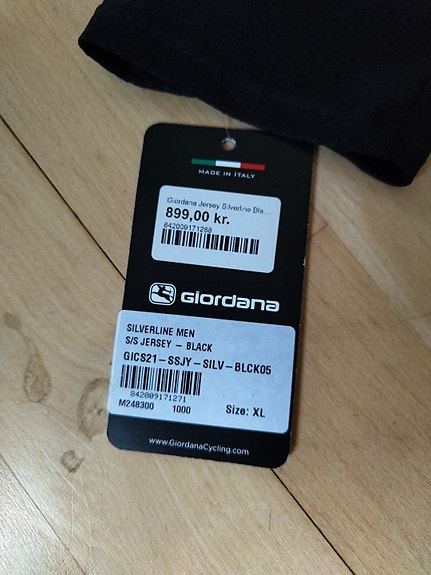 MADE IN ITALY
Giordana Jersey Silverline Bla...
899,00 kr.
842009171288
GIORDANA
SILVERLINE MEN
S/S JERSEY – BLACK
GICS21–SSJY–SILV–BLCK05
842009171271
M248300 1000 Size: XL
www.GiordanaCycling.com